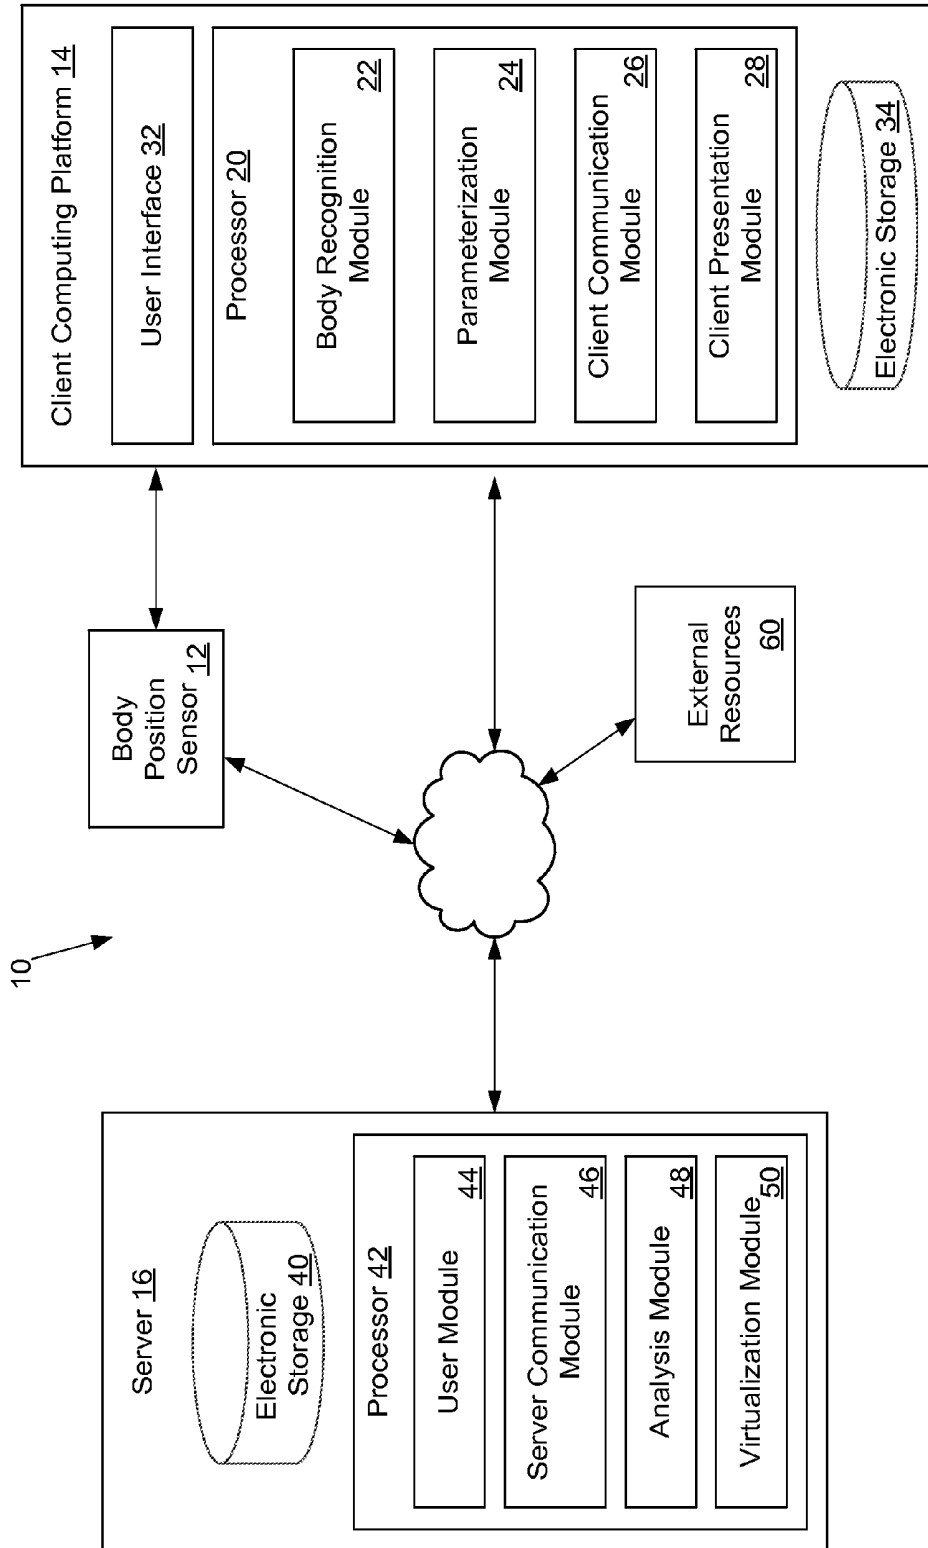 10
Server 16
Electronic
Storage 40
Processor 42
User Module
44
Server Communication
Module
46
Analysis Module
48
Virtualization Module
50
Body
Position
Sensor 12
External
Resources
60
Client Computing Platform 14
User Interface 32
Processor 20
Body Recognition
Module
22
Parameterization
Module
24
Client Communication
Module
26
Client Presentation
Module
28
Electronic Storage 34